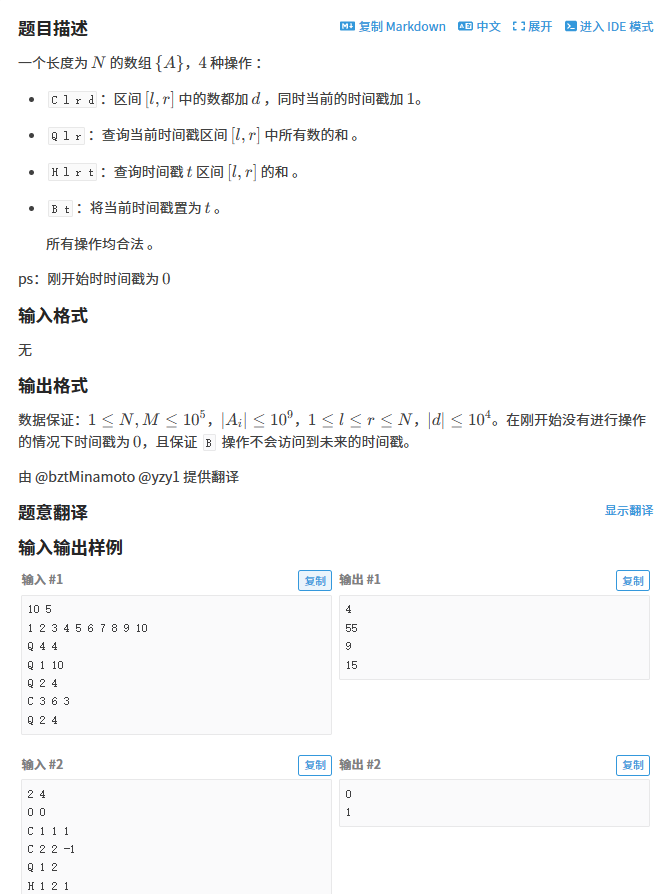 题目描述
复制 Markdown 中文 展开 进入 IDE 模式
一个长度为 N 的数组 {A}，4 种操作：
C l r d：区间 [l, r] 中的数都加 d ，同时当前的时间戳加 1。
Q l r：查询当前时间戳区间 [l, r] 中所有数的和 。
H l r t：查询时间戳 t 区间 [l, r] 的和 。
B t：将当前时间戳置为 t 。
所有操作均合法 。
ps：刚开始时时间戳为 0
输入格式
无
输出格式
数据保证：1 ≤ N, M ≤ 10^5，|A_i| ≤ 10^9，1 ≤ l ≤ r ≤ N，|d| ≤ 10^4。在刚开始没有进行操作
的情况下时间戳为 0，且保证 B 操作不会访问到未来的时间戳。
由 @bztMinamoto @yzy1 提供翻译
题意翻译
显示翻译
输入输出样例
输入 #1
复制
10 5
1 2 3 4 5 6 7 8 9 10
Q 4 4
Q 1 10
Q 2 4
C 3 6 3
Q 2 4
输出 #1
复制
4
55
9
15
输入 #2
复制
2 4
0 0
C 1 1 1
C 2 2 -1
Q 1 2
H 1 2 1
输出 #2
复制
0
1